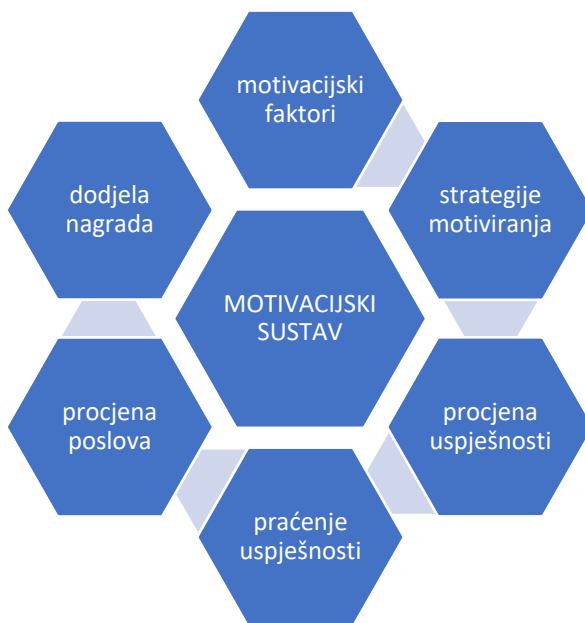 motivacijski
faktori
strategije
motiviranja
procjena
uspješnosti
praćenje
uspješnosti
procjena
poslova
dodjela
nagrada
MOTIVACIJSKI
SUSTAV